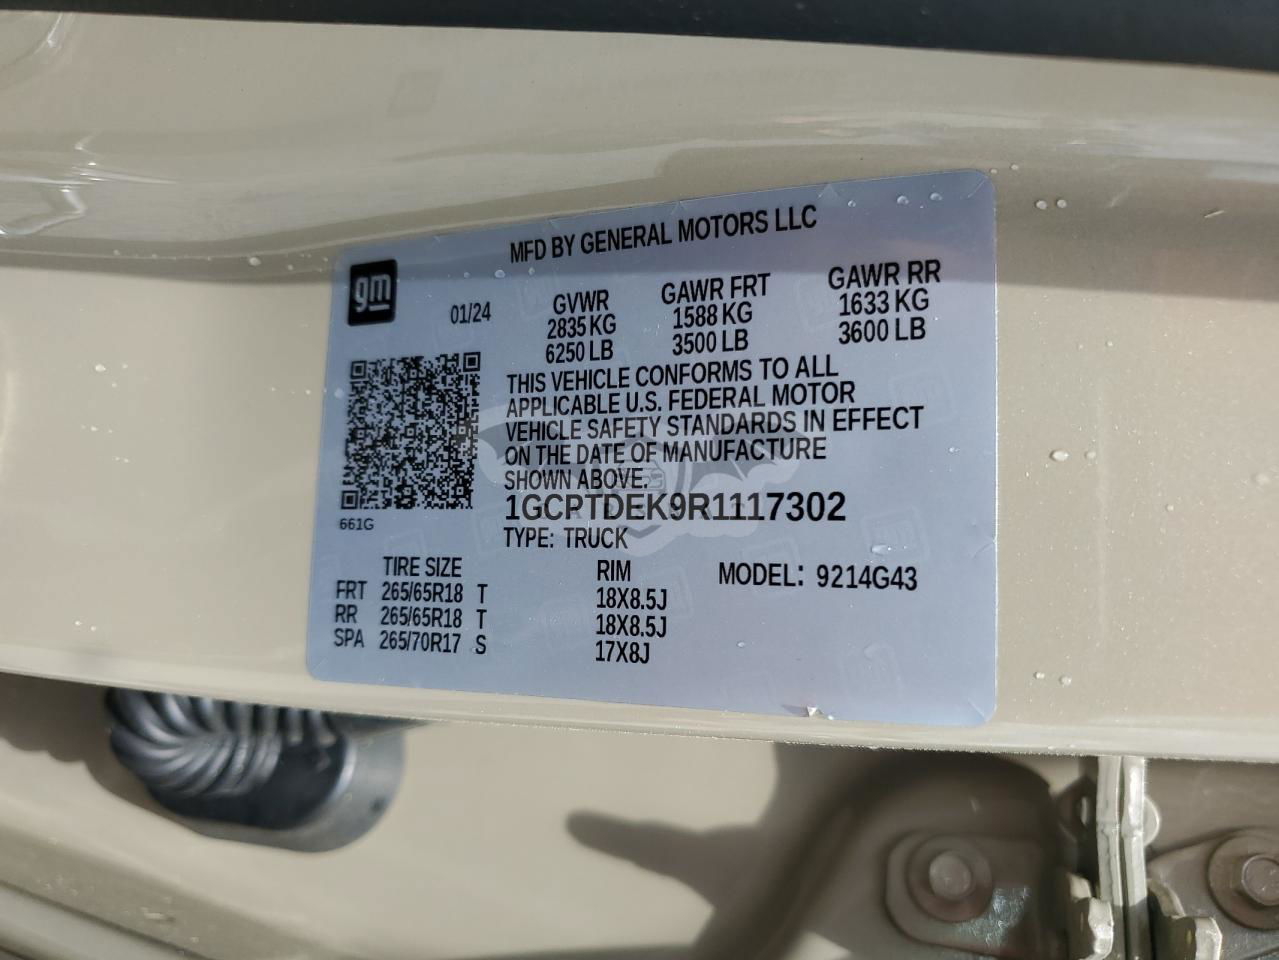 MFD BY GENERAL MOTORS LLC
gm 01/24 GVWR GAWR FRT GAWR RR
2835 KG 1588 KG 1633 KG
6250 LB 3500 LB 3600 LB
THIS VEHICLE CONFORMS TO ALL
APPLICABLE U.S. FEDERAL MOTOR
VEHICLE SAFETY STANDARDS IN EFFECT
ON THE DATE OF MANUFACTURE
SHOWN ABOVE.
1GCPTDEK9R1117302
661G
TYPE: TRUCK
TIRE SIZE RIM MODEL: 9214G43
FRT 265/65R18 T 18X8.5J
RR 265/65R18 T 18X8.5J
SPA 265/70R17 S 17X8J